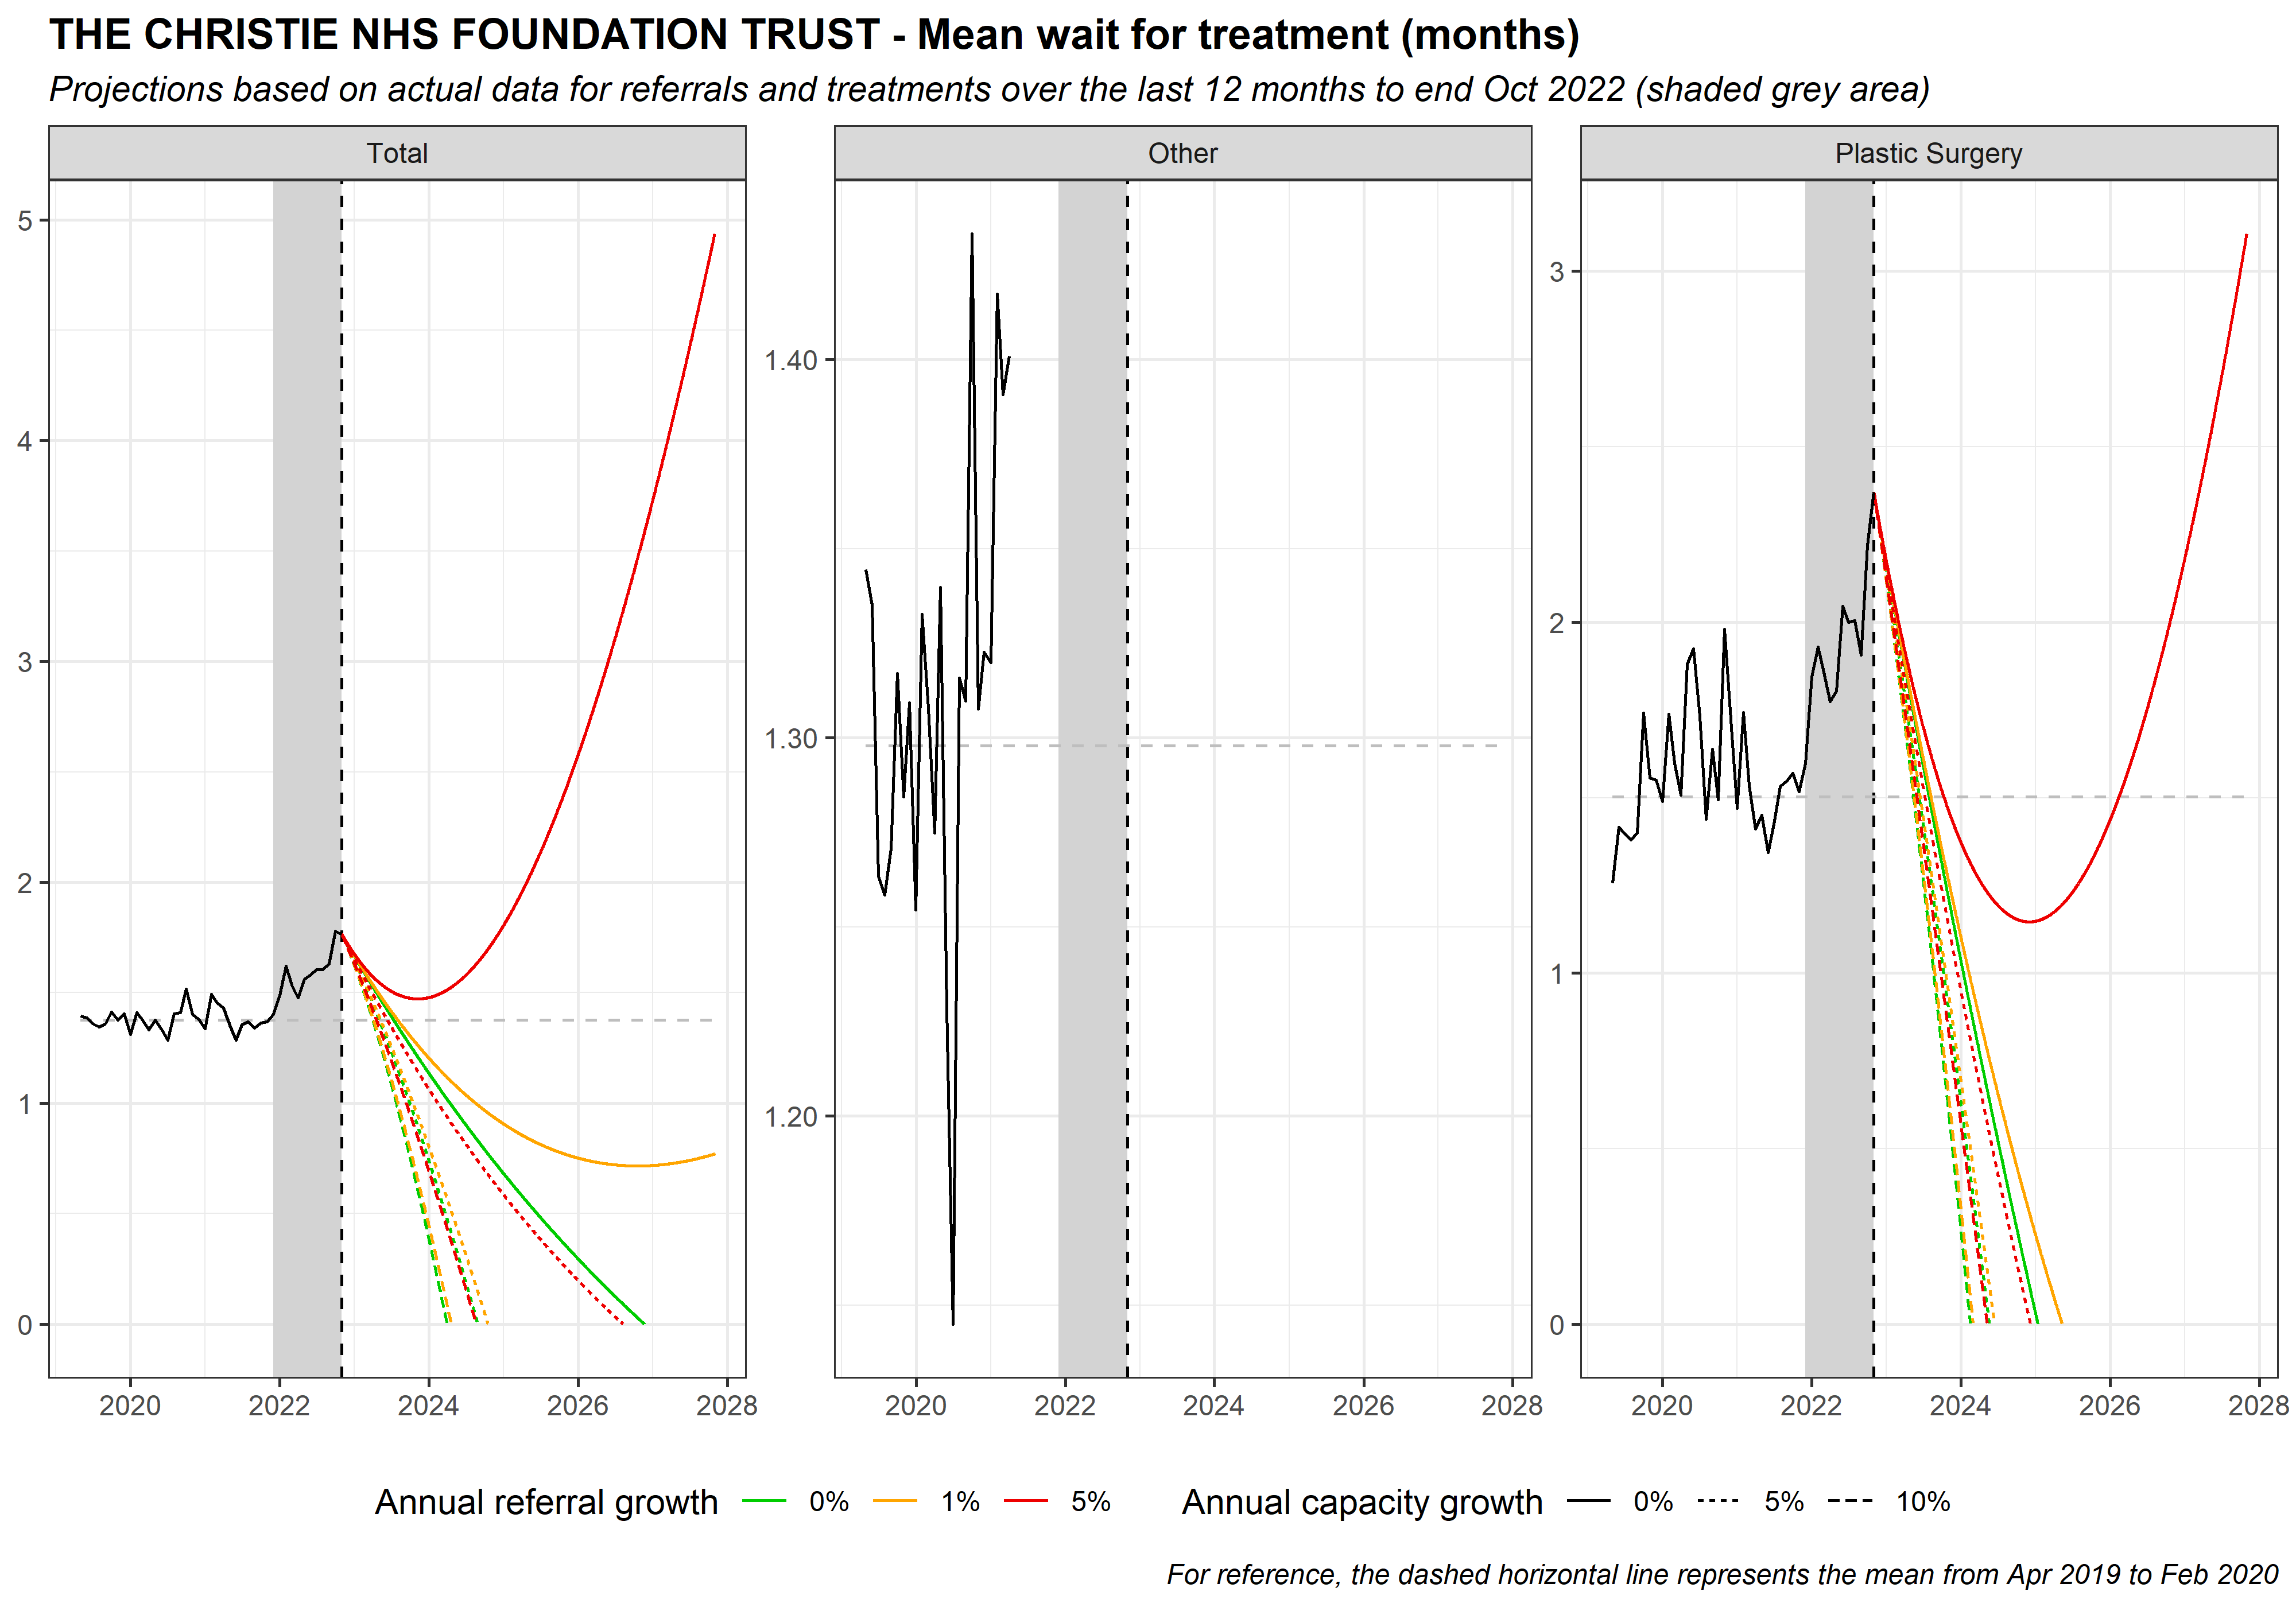 THE CHRISTIE NHS FOUNDATION TRUST - Mean wait for treatment (months)
Projections based on actual data for referrals and treatments over the last 12 months to end Oct 2022 (shaded grey area)
Total
5
4
3
2
1
0
2020 2022 2024 2026 2028
Other
1.40
1.30
1.20
2020 2022 2024 2026 2028
Plastic Surgery
3
2
1
0
2020 2022 2024 2026 2028
Annual referral growth 0% 1% 5%
Annual capacity growth 0% 5% 10%
For reference, the dashed horizontal line represents the mean from Apr 2019 to Feb 2020